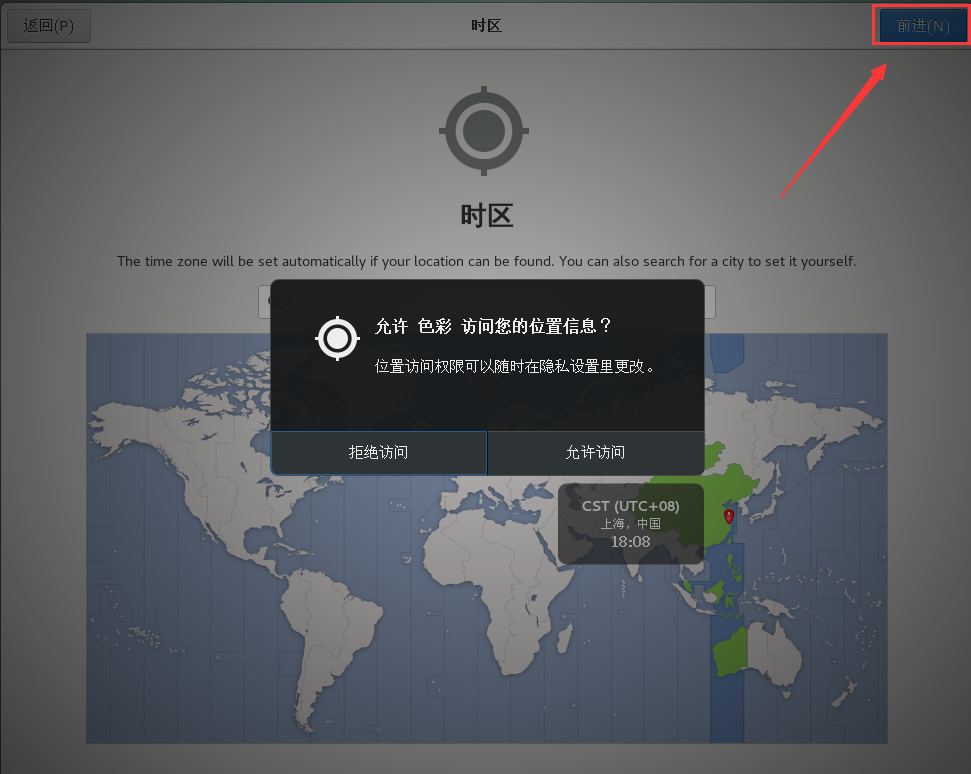 返回(P)
时区
前进(N)
时区
The time zone will be set automatically if your location can be found. You can also search for a city to set it yourself.
允许 色彩 访问您的位置信息？
位置访问权限可以随时在隐私设置里更改。
拒绝访问
允许访问
CST (UTC+08)
上海，中国
18:08